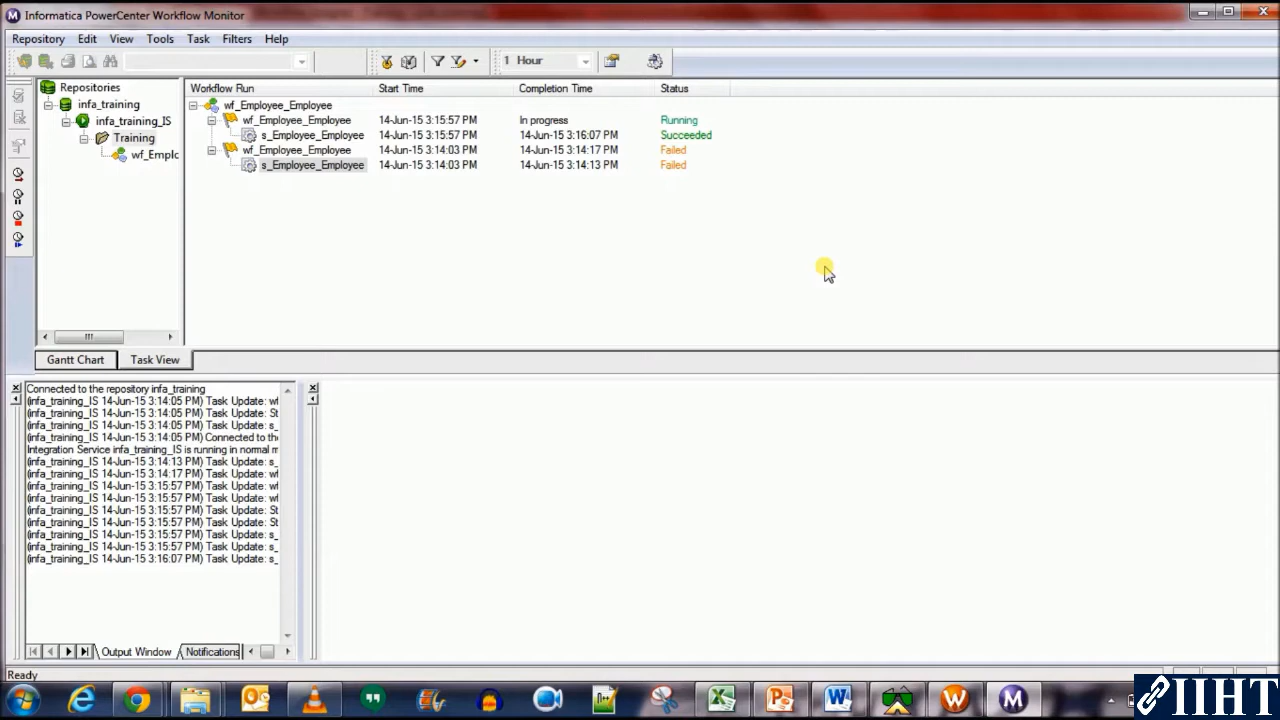 Informatica PowerCenter Workflow Monitor
Repository Edit View Tools Task Filters Help
1 Hour
Repositories
infa_training
infa_training_IS
Training
wf_Emplc
Workflow Run Start Time Completion Time Status
wf_Employee_Employee
wf_Employee_Employee 14-Jun-15 3:15:57 PM In progress Running
s_Employee_Employee 14-Jun-15 3:15:57 PM 14-Jun-15 3:16:07 PM Succeeded
wf_Employee_Employee 14-Jun-15 3:14:03 PM 14-Jun-15 3:14:17 PM Failed
s_Employee_Employee 14-Jun-15 3:14:03 PM 14-Jun-15 3:14:13 PM Failed
Gantt Chart Task View
Connected to the repository infa_training
(infa_training_IS 14-Jun-15 3:14:05 PM) Task Update: wf
(infa_training_IS 14-Jun-15 3:14:05 PM) Task Update: St
(infa_training_IS 14-Jun-15 3:14:05 PM) Task Update: s_
(infa_training_IS 14-Jun-15 3:14:05 PM) Connected to the
Integration Service infa_training_IS is running in normal m
(infa_training_IS 14-Jun-15 3:14:13 PM) Task Update: s_
(infa_training_IS 14-Jun-15 3:14:17 PM) Task Update: wf
(infa_training_IS 14-Jun-15 3:15:57 PM) Task Update: wf
(infa_training_IS 14-Jun-15 3:15:57 PM) Task Update: wf
(infa_training_IS 14-Jun-15 3:15:57 PM) Task Update: St
(infa_training_IS 14-Jun-15 3:15:57 PM) Task Update: St
(infa_training_IS 14-Jun-15 3:15:57 PM) Task Update: s_
(infa_training_IS 14-Jun-15 3:15:57 PM) Task Update: s_
(infa_training_IS 14-Jun-15 3:16:07 PM) Task Update: s_
Output Window Notifications
Ready
IIHT